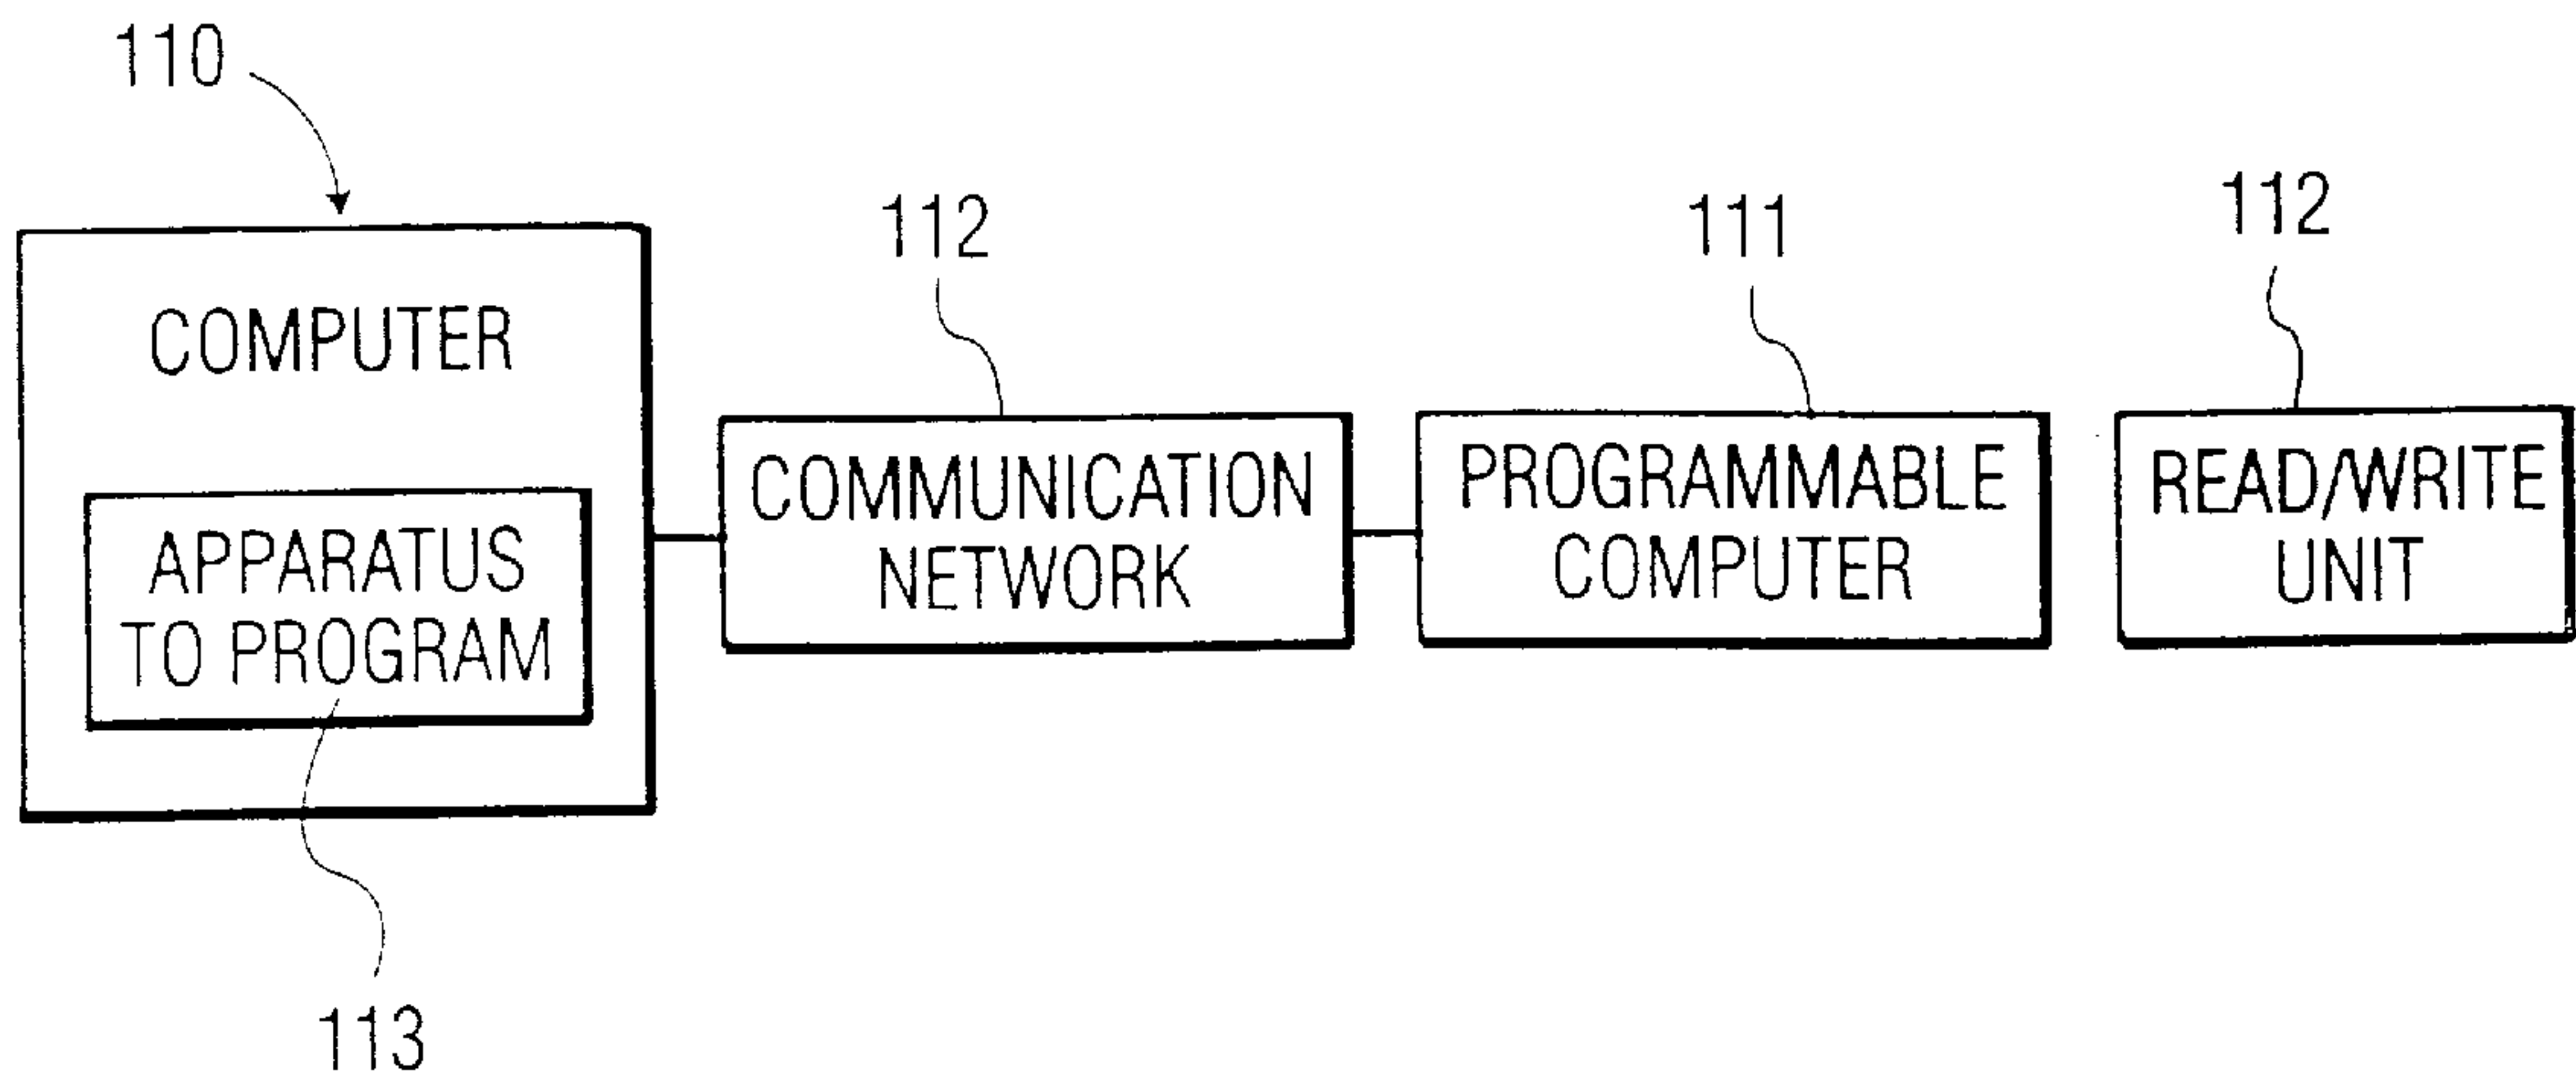 110
112
111
112
COMPUTER
APPARATUS
TO PROGRAM
COMMUNICATION
NETWORK
PROGRAMMABLE
COMPUTER
READ/WRITE
UNIT
113